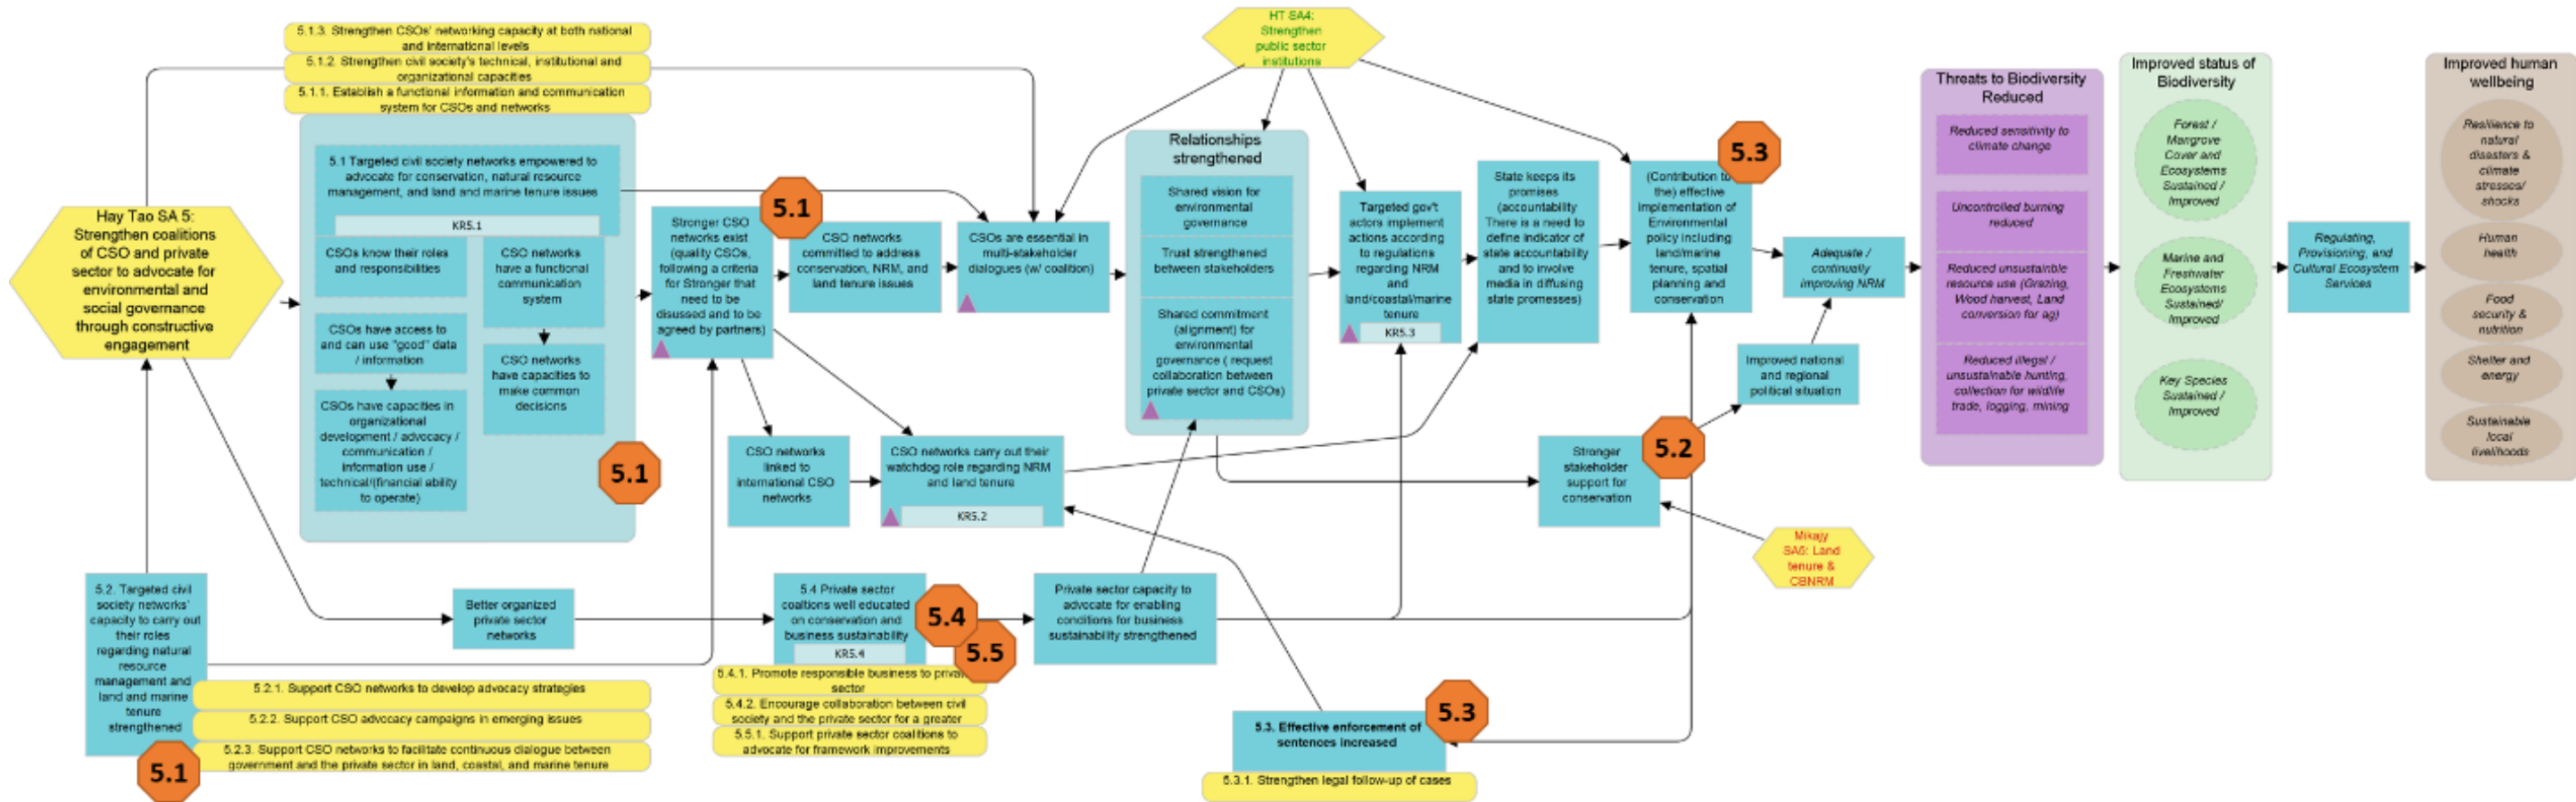 5.1.3. Strengthen CSOs' networking capacity at both national
and international levels
5.1.2. Strengthen civil society's technical, institutional and
organizational capacities
5.1.1. Establish a functional information and communication
system for CSOs and networks
Hay Tao SA 5:
Strengthen coalitions
of CSO and private
sector to advocate for
environmental and
social governance
through constructive
engagement
5.1 Targeted civil society networks empowered to
advocate for conservation, natural resource
management, and land and marine tenure issues
KR5.1
CSOs know their roles
and responsibilities
CSOs have access to
and can use "good" data
/ information
CSOs have capacities in
organizational
development / advocacy /
communication /
information use /
technical/(financial ability
to operate)
CSO networks
have a functional
communication
system
CSO networks
have capacities to
make common
decisions
5.1
Stronger CSO
networks exist
(quality CSOs,
following a criteria
for Stronger that
need to be
disussed and to be
agreed by partners)
5.1
CSO networks
committed to address
conservation, NRM, and
land tenure issues
CSOs are essential in
multi-stakeholder
dialogues (w/ coalition)
HT SA4:
Strengthen
public sector
institutions
Relationships
strengthened
Shared vision for
environmental
governance
Trust strengthened
between stakeholders
Shared commitment
(alignment) for
environmental
governance ( request
collaboration between
private sector and CSOs)
Targeted gov't
actors implement
actions according
to regulations
regarding NRM
and
land/coastal/marine
tenure
KR5.3
State keeps its
promises
(accountability
There is a need to
define indicator of
state accountability
and to involve
media in diffusing
state promesses)
5.3
(Contribution to
the) effective
implementation of
Environmental
policy including
land/marine
tenure, spatial
planning and
conservation
Adequate /
continually
improving NRM
Improved national
and regional
political situation
Threats to Biodiversity
Reduced
Reduced sensitivity to
climate change
Uncontrolled burning
reduced
Reduced unsustainble
resource use (Grazing,
Wood harvest, Land
conversion for ag)
Reduced illegal /
unsustainable hunting,
collection for wildlife
trade, logging, mining
Improved status of
Biodiversity
Forest /
Mangrove
Cover and
Ecosystems
Sustained /
Improved
Marine and
Freshwater
Ecosystems
Sustained/
Improved
Key Species
Sustained /
Improved
Regulating,
Provisioning, and
Cultural Ecosystem
Services
Improved human
wellbeing
Resiliance to
natural
disasters &
climate
stresses/
shocks
Human
health
Food
security &
nutrition
Shelter and
energy
Sustainable
local
livelihoods
CSO networks
linked to
international CSO
networks
CSO networks carry out their
watchdog role regarding NRM
and land tenure
KR5.2
Stronger
stakeholder
support for
conservation
5.2
Mikajy
SA5: Land
tenure &
CBNRM
5.2. Targeted civil
society networks'
capacity to carry out
their roles
regarding natural
resource
management and
land and marine
tenure
strengthened
5.1
5.2.1. Support CSO networks to develop advocacy strategies
5.2.2. Support CSO advocacy campaigns in emerging issues
5.2.3. Support CSO networks to facilitate continuous dialogue between
government and the private sector in land, coastal, and marine tenure
Better organized
private sector
networks
5.4 Private sector
coaltions well educated
on conservation and
business sustainability
KR5.4
5.4
5.5
5.4.1. Promote responsible business to private
sector
5.4.2. Encourage collaboration between civil
society and the private sector for a greater
5.5.1. Support private sector coalitions to
advocate for framework improvements
Private sector capacity to
advocate for enabling
conditions for business
sustainability strengthened
5.3. Effective enforcement of
sentences increased
5.3
5.3.1. Strengthen legal follow-up of cases